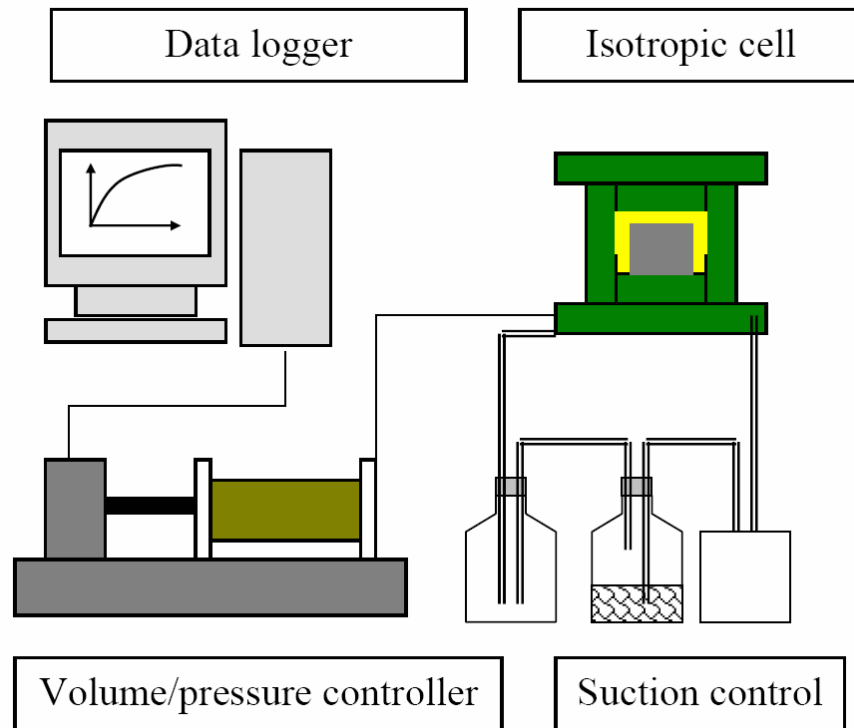 Data logger
Isotropic cell
Volume/pressure controller
Suction control